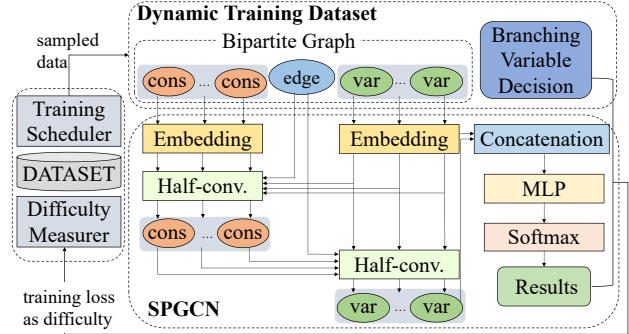 Dynamic Training Dataset
sampled
data
Bipartite Graph
cons ... cons
edge
var ... var
Branching
Variable
Decision
Training
Scheduler
DATASET
Difficulty
Measurer
training loss
as difficulty
Embedding
Embedding
Concatenation
Half-conv.
MLP
cons ... cons
Softmax
Half-conv.
Results
var ... var
SPGCN